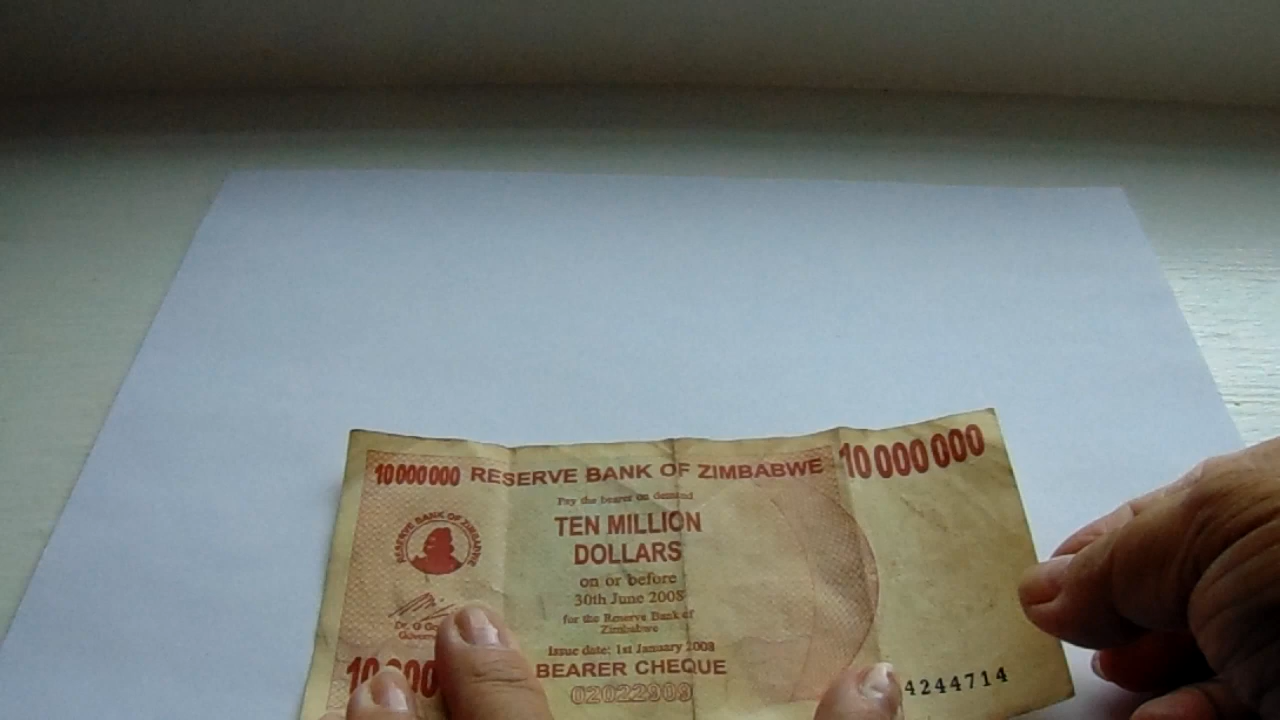 10 000 000 RESERVE BANK OF ZIMBABWE 10 000 000
Pay the bearer on demand
TEN MILLION
DOLLARS
on or before
30th June 2008
for the Reserve Bank of
Zimbabwe
Issue date: 1st January 2008
BEARER CHEQUE
RESERVE BANK OF ZIMBABWE
Dr. G
4244714